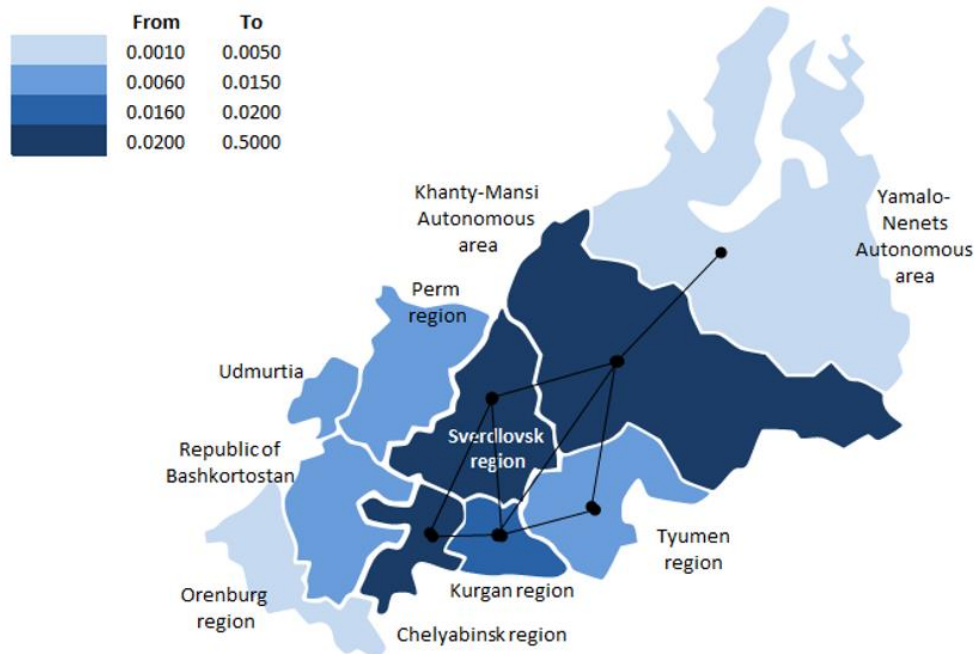 From To
0.0010 0.0050
0.0060 0.0150
0.0160 0.0200
0.0200 0.5000
Khanty-Mansi
Autonomous
area
Yamalo-
Nenets
Autonomous
area
Perm
region
Udmurtia
Sverdlovsk
region
Republic of
Bashkortostan
Tyumen
region
Orenburg
region
Kurgan region
Chelyabinsk region